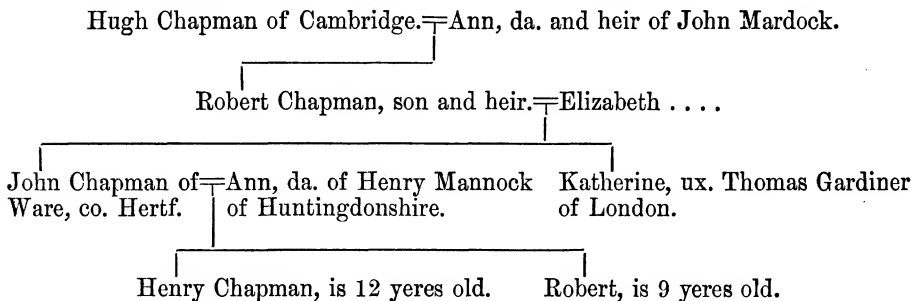 Hugh Chapman of Cambridge.=Ann, da. and heir of John Mardock.
Robert Chapman, son and heir.=Elizabeth . . . .
John Chapman of=Ann, da. of Henry Mannock
Ware, co. Hertf. of Huntingdonshire.
Katherine, ux. Thomas Gardiner
of London.
Henry Chapman, is 12 yeres old.
Robert, is 9 yeres old.